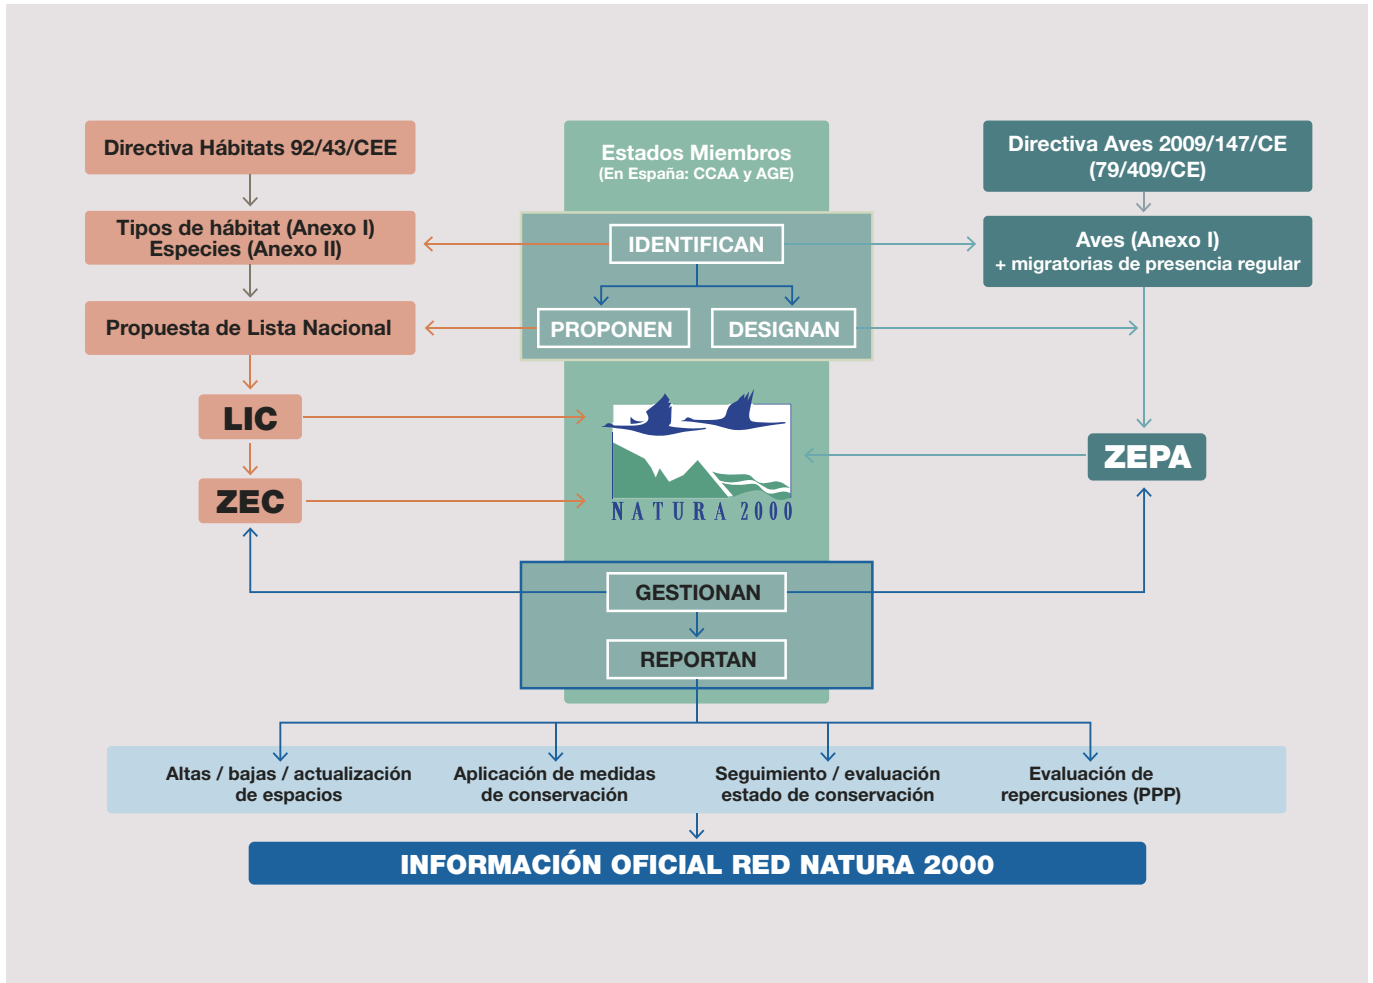 Directiva Hábitats 92/43/CEE
Estados Miembros
(En España: CCAA y AGE)
Directiva Aves 2009/147/CE
(79/409/CE)
Tipos de hábitat (Anexo I)
Especies (Anexo II)
IDENTIFICAN
Aves (Anexo I)
+ migratorias de presencia regular
Propuesta de Lista Nacional
PROPONEN
DESIGNAN
LIC
ZEC
NATURA 2000
ZEPA
GESTIONAN
REPORTAN
Altas / bajas / actualización
de espacios
Aplicación de medidas
de conservación
Seguimiento / evaluación
estado de conservación
Evaluación de
repercusiones (PPP)
INFORMACIÓN OFICIAL RED NATURA 2000